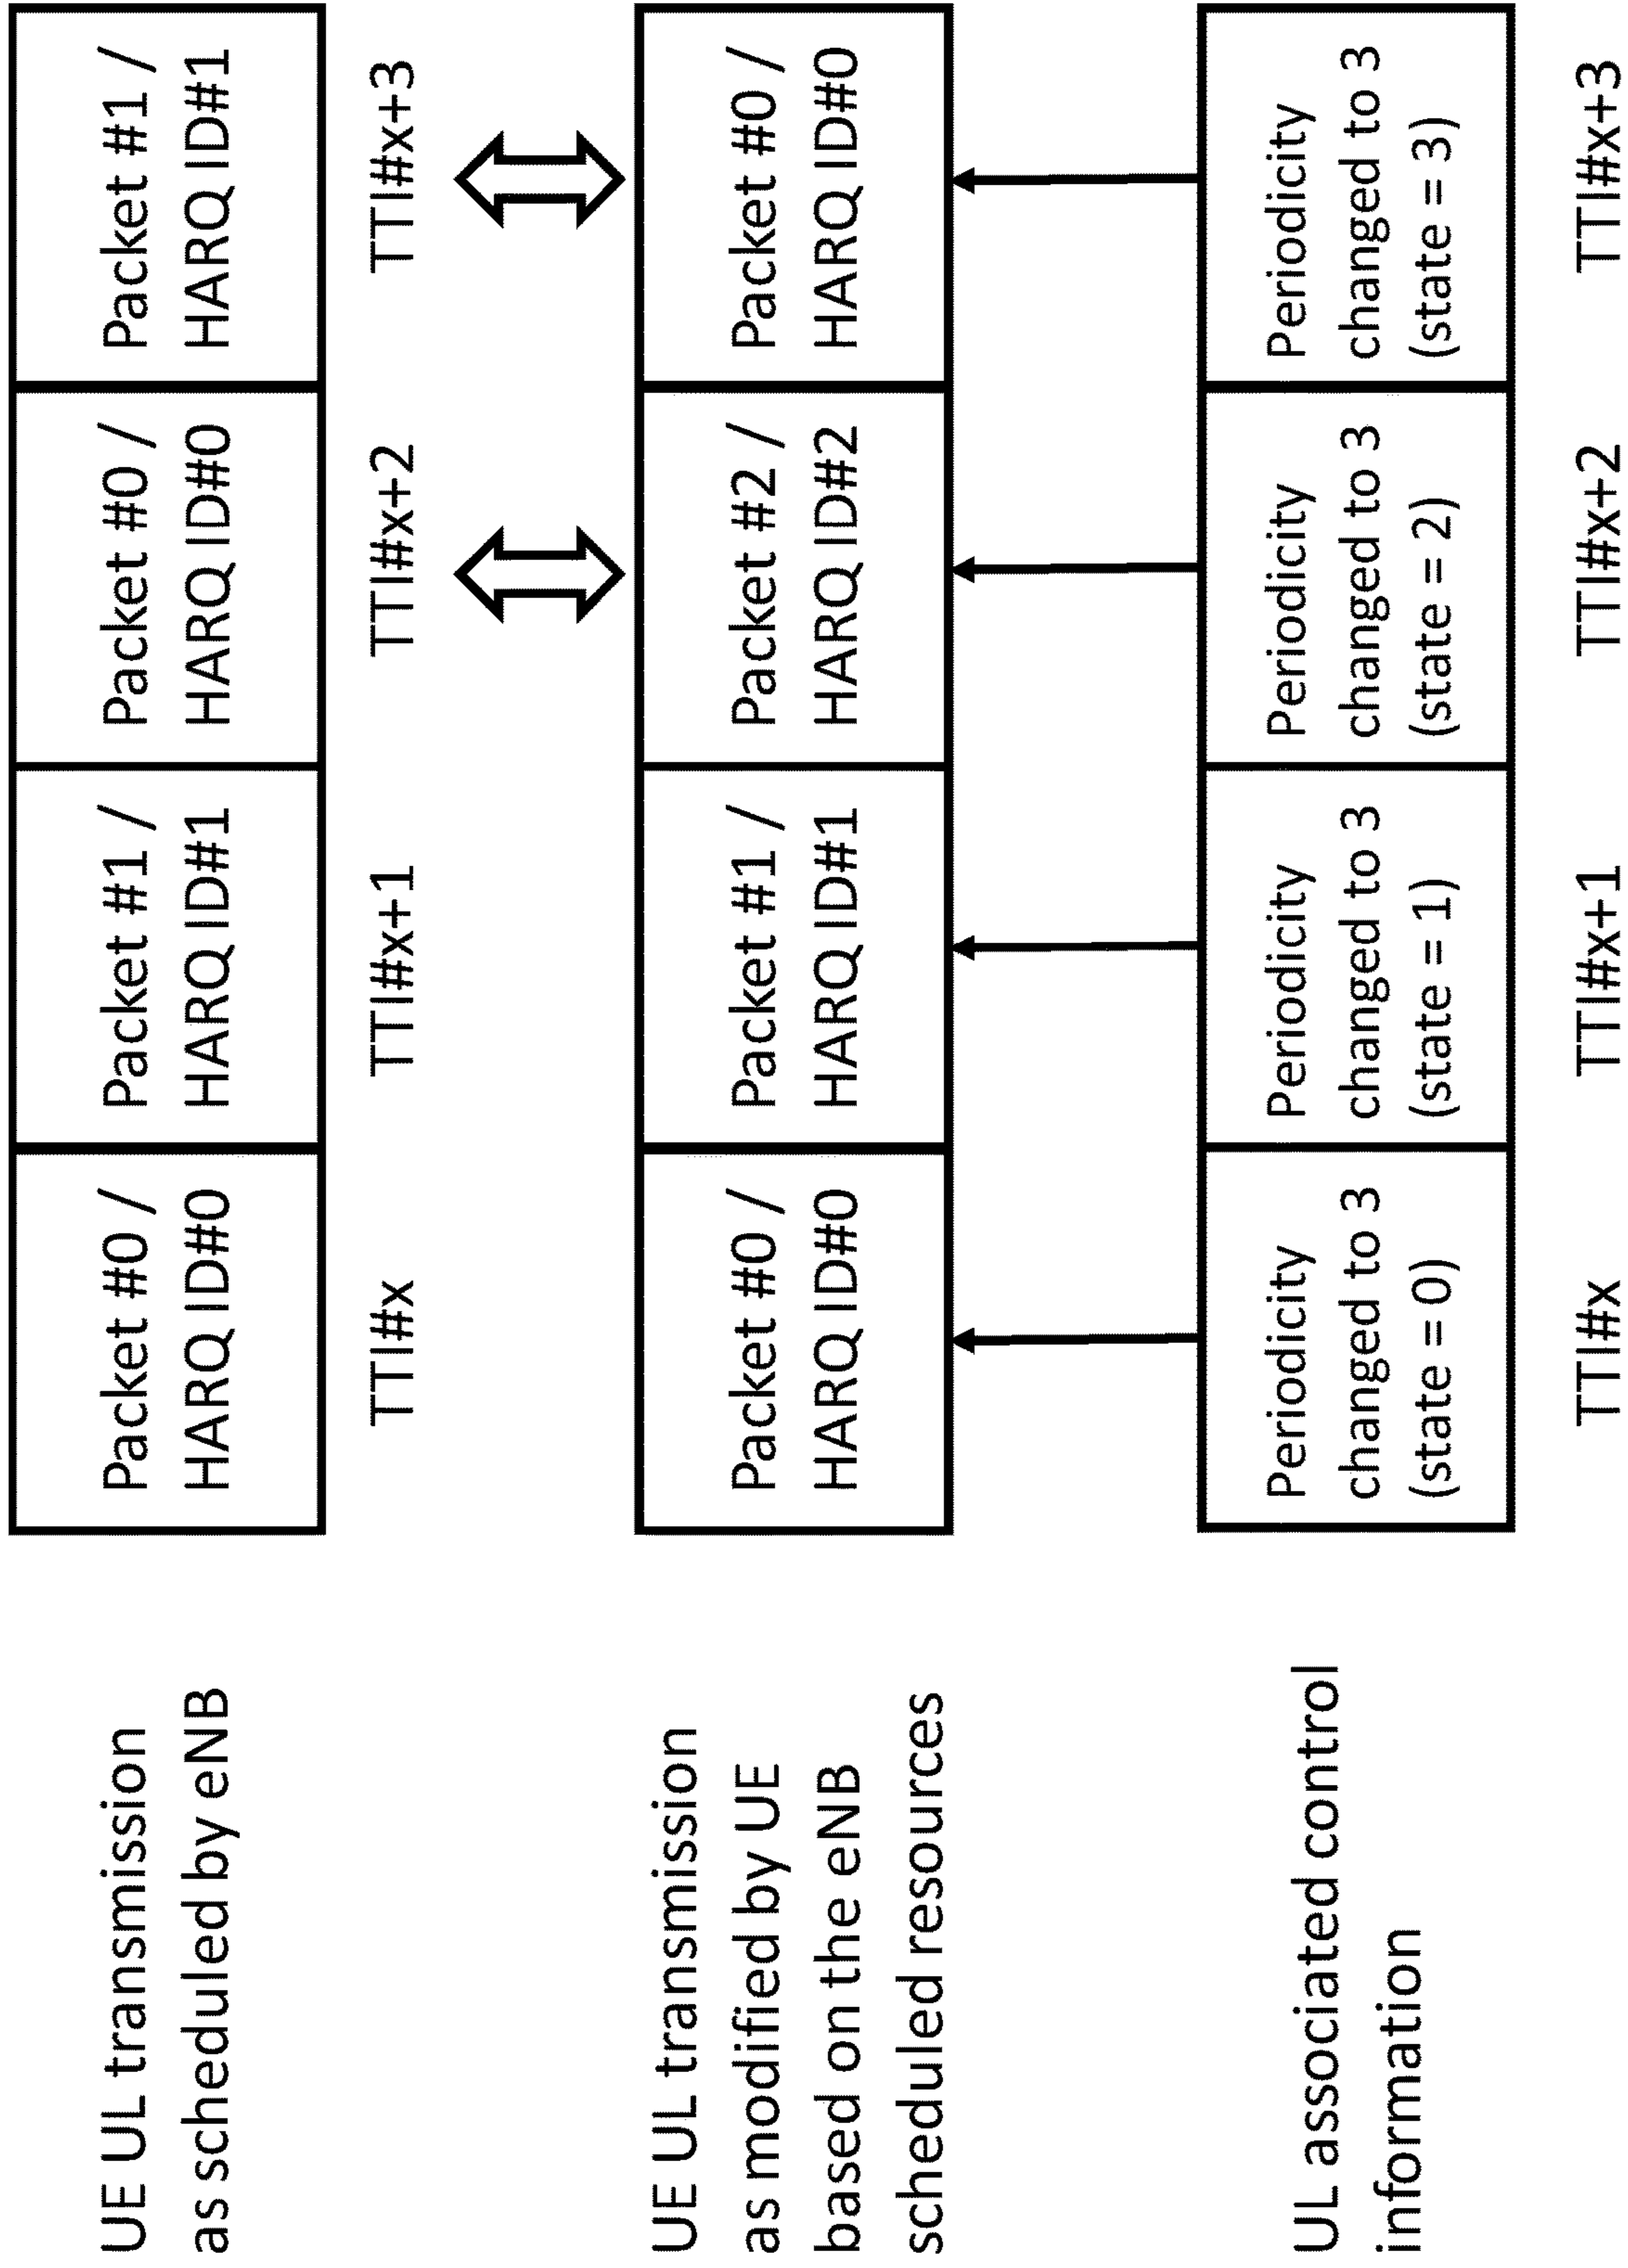 UE UL transmission
as scheduled by eNB
Packet #0 /
HARQ ID#0
Packet #1 /
HARQ ID#1
Packet #0 /
HARQ ID#0
Packet #1 /
HARQ ID#1
TTI#x
TTI#x+1
TTI#x+2
TTI#x+3
UE UL transmission
as modified by UE
based on the eNB
scheduled resources
Packet #0 /
HARQ ID#0
Packet #1 /
HARQ ID#1
Packet #2 /
HARQ ID#2
Packet #0 /
HARQ ID#0
UL associated control
information
Periodicity
changed to 3
(state = 0)
Periodicity
changed to 3
(state = 1)
Periodicity
changed to 3
(state = 2)
Periodicity
changed to 3
(state = 3)
TTI#x
TTI#x+1
TTI#x+2
TTI#x+3